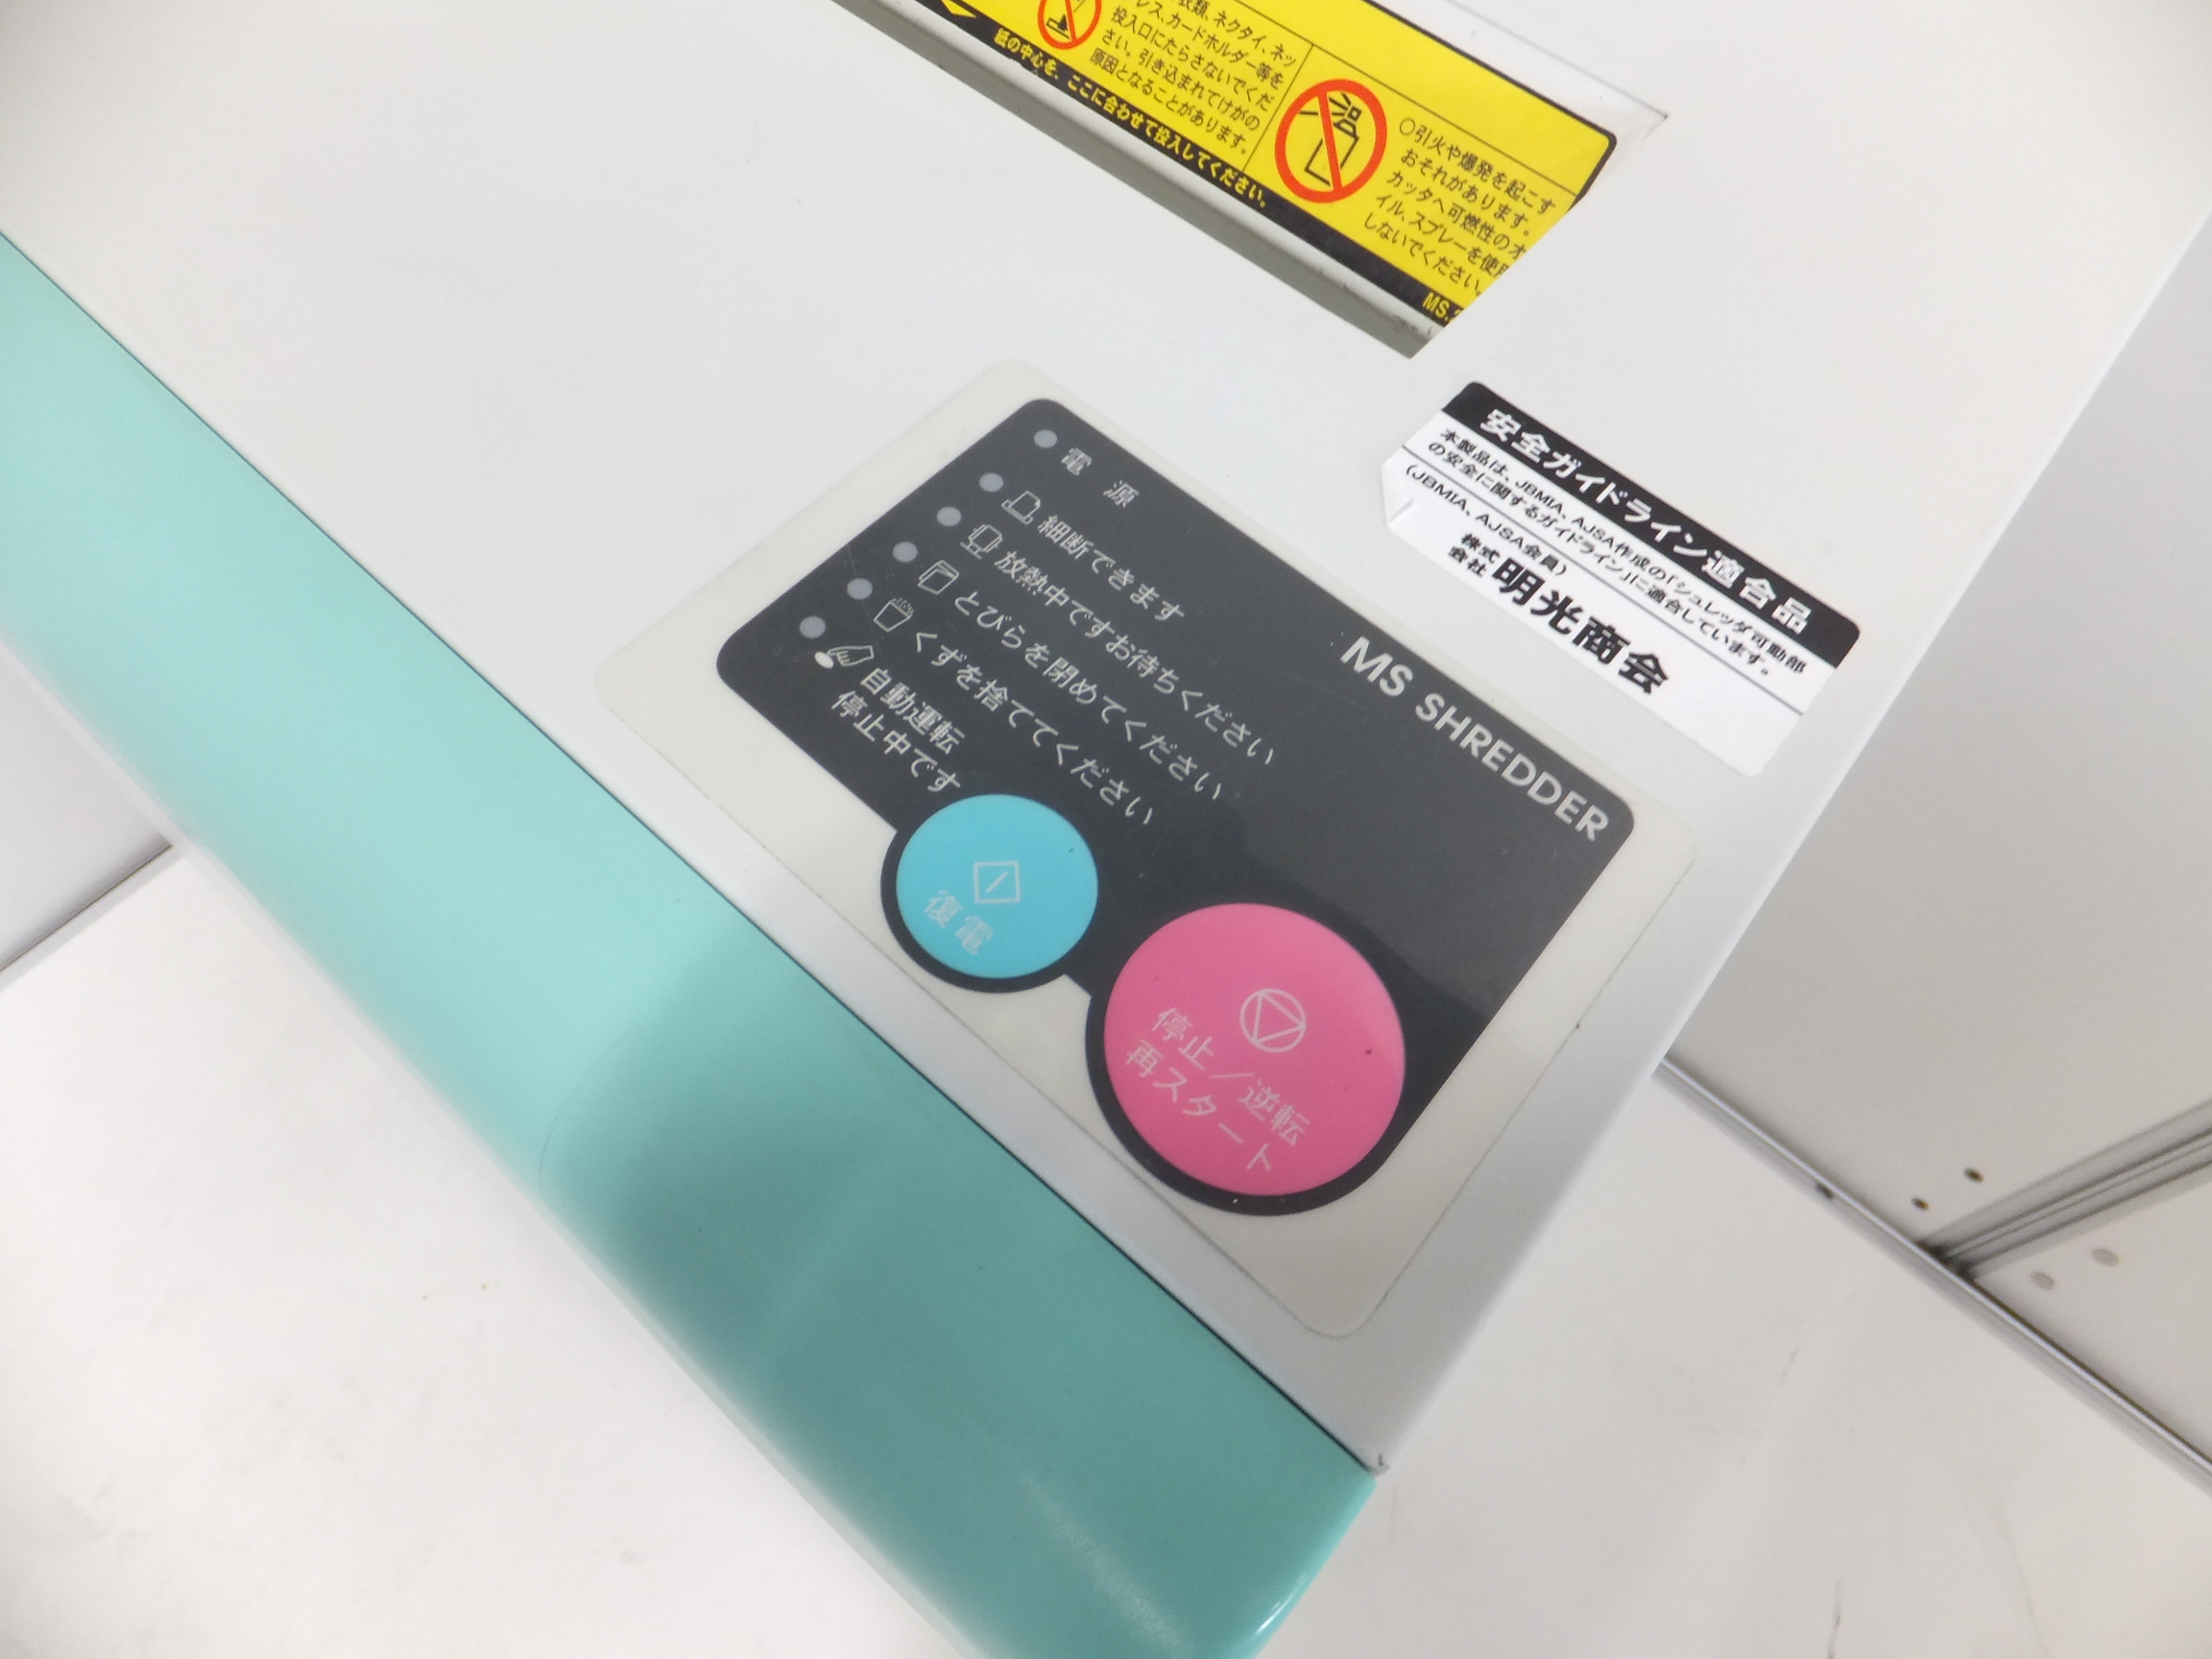 衣類、ネクタイ、ネッ
レス、カードホルダー等を
投入口にたらさないでくだ
さい。引き込まれてけがの
原因となることがあります。
紙の中心を、ここに合わせて投入してください。
○引火や爆発を起こす
おそれがあります。
カッタへ可燃性のオ
イル、スプレーを使用
しないでください。
MS.
安全ガイドライン適合品
本製品は、JBMIA、AJSA作成の「シュレッダ可動部
の安全に関するガイドライン」に適合しています。
(JBMIA、AJSA会員)
株式
会社 明光商会
MS SHREDDER
電源
細断できます
放熱中ですお待ちください
とびらを閉めてください
くずを捨ててください
自動運転
停止中です
復電
停止/逆転
再スタート